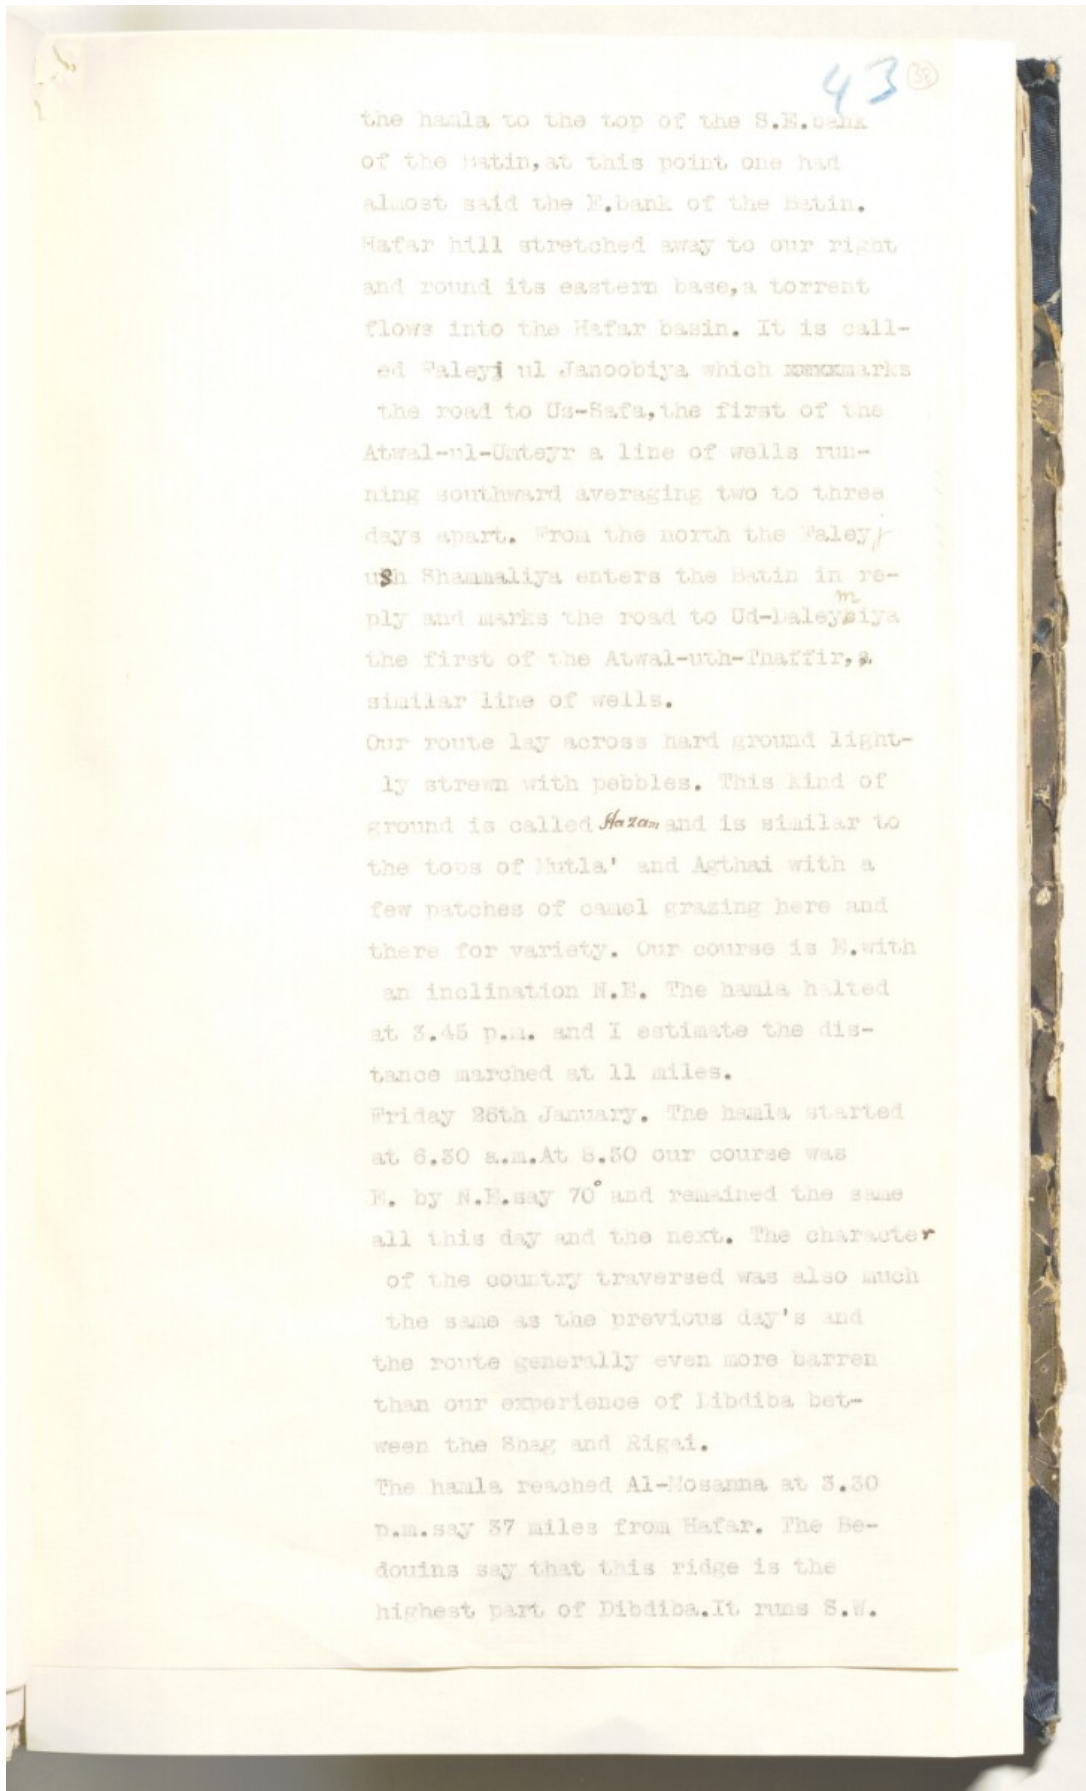 43 38
the hamla to the top of the S.E.bank
of the Batin,at this point one had
almost said the E.bank of the Batin.
Hafar hill stretched away to our right
and round its eastern base,a torrent
flows into the Hafar basin. It is call-
ed Faleyj ul Janoobiya which xxxxxmarks
the road to Us-Safa,the first of the
Atwal-ul-Umteyr a line of wells run-
ning southward averaging two to three
days apart. From the north the Faleyj
ush Shammaliya enters the Batin in re-
ply and marks the road to Ud-Daleymiya
the first of the Atwal-uth-Thaffir,a
similar line of wells.
Our route lay across hard ground light-
ly strewn with pebbles. This kind of
ground is called Hazam and is similar to
the tops of Mutla' and Agthai with a
few patches of camel grazing here and
there for variety. Our course is E.with
an inclination N.E. The hamla halted
at 3.45 p.m. and I estimate the dis-
tance marched at 11 miles.
Friday 26th January. The hamla started
at 6.30 a.m.At 8.30 our course was
E. by N.E.say 70° and remained the same
all this day and the next. The character
of the country traversed was also much
the same as the previous day's and
the route generally even more barren
than our experience of Dibdiba bet-
ween the Shag and Rigai.
The hamla reached Al-Mosanna at 3.30
p.m.say 37 miles from Hafar. The Be-
douins say that this ridge is the
highest part of Dibdiba.It runs S.W.